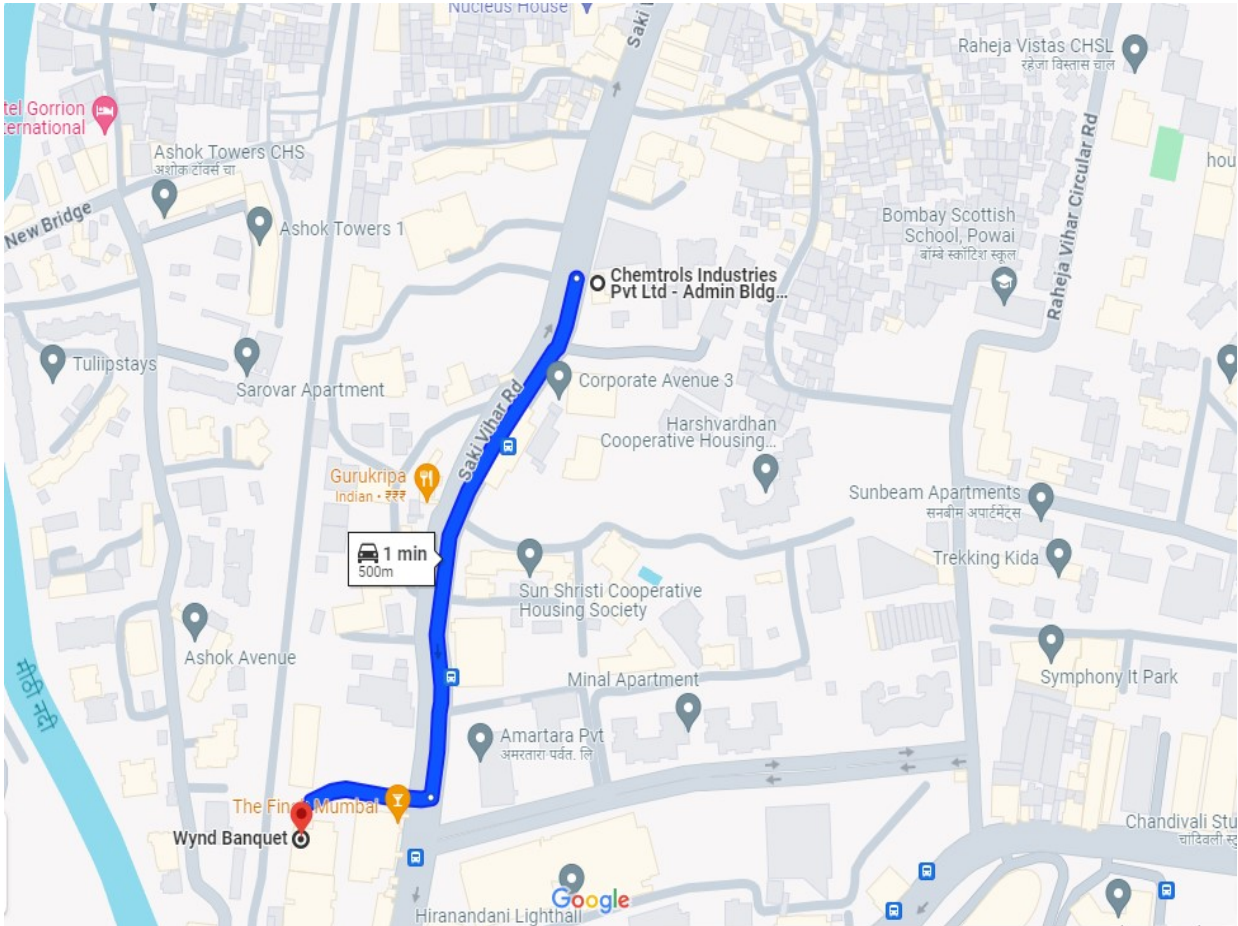 Nucleus House
Saki
Raheja Vistas CHSL
रहेजा विस्तास चाल
tel Gorrion
ternational
Ashok Towers CHS
अशोक टॉवर्स चा
hou
New Bridge
Ashok Towers 1
Bombay Scottish
School, Powai
बॉम्बे स्कॉटिश स्कूल
Raheja Vihar Circular Rd
Chemtrols Industries
Pvt Ltd - Admin Bldg...
Tuliipstays
Sarovar Apartment
Corporate Avenue 3
Saki Vihar Rd
Harshvardhan
Cooperative Housing...
Gurukripa
Indian • ₹₹₹
Sunbeam Apartments
सनबीम अपार्टमेंट्स
1 min
500m
Trekking Kida
Sun Shristi Cooperative
Housing Society
Ashok Avenue
मीठी नदी
Minal Apartment
Symphony It Park
Amartara Pvt
अमरतारा पर्वत. लि
The Fin Mumbai
Wynd Banquet
Chandivali Stu
चांदिवली
Google
Hiranandani Lighthall